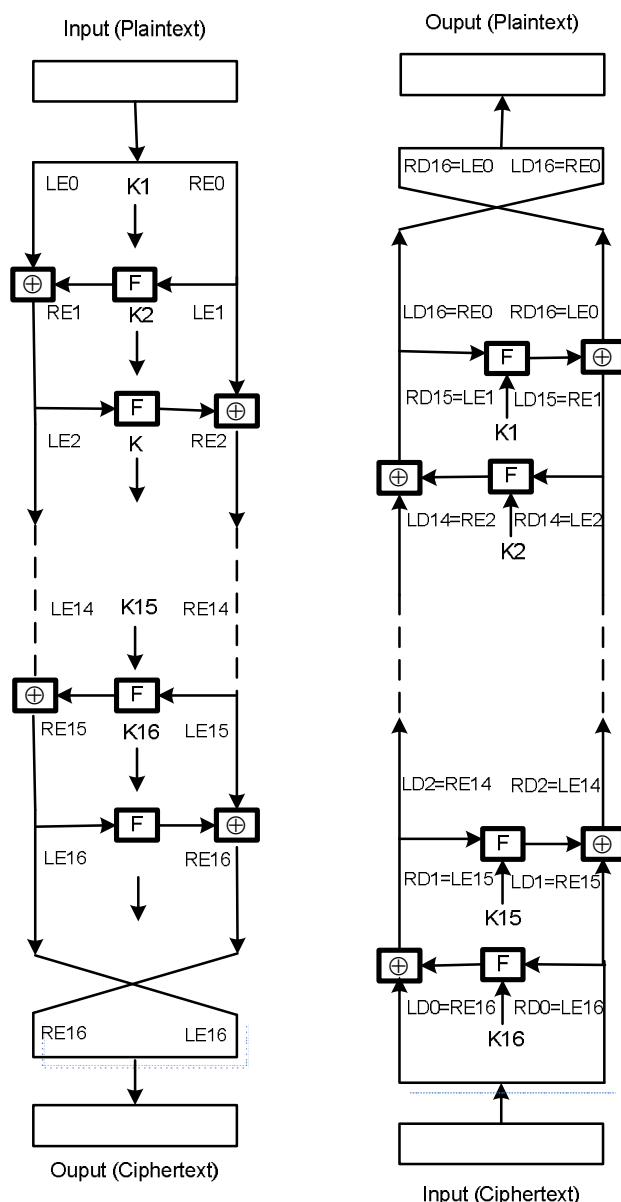 Input (Plaintext)
LE0 K1 RE0
⊕ F
RE1 K2 LE1
F ⊕
LE2 K RE2
LE14 K15 RE14
⊕ F
RE15 K16 LE15
F ⊕
LE16 RE16
RE16 LE16
Ouput (Ciphertext)
Ouput (Plaintext)
RD16=LE0 LD16=RE0
LD16=RE0 RD16=LE0
F ⊕
RD15=LE1 LD15=RE1
K1
⊕ F
LD14=RE2 RD14=LE2
K2
LD2=RE14 RD2=LE14
F ⊕
RD1=LE15 LD1=RE15
K15
⊕ F
LD0=RE16 RD0=LE16
K16
Input (Ciphertext)